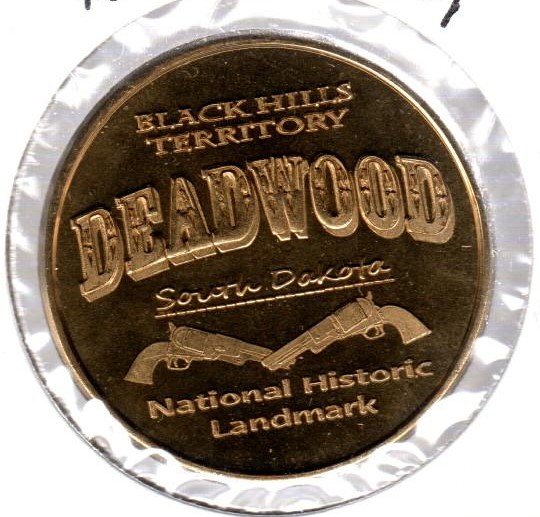 BLACK HILLS
TERRITORY
DEADWOOD
South Dakota
National Historic
Landmark